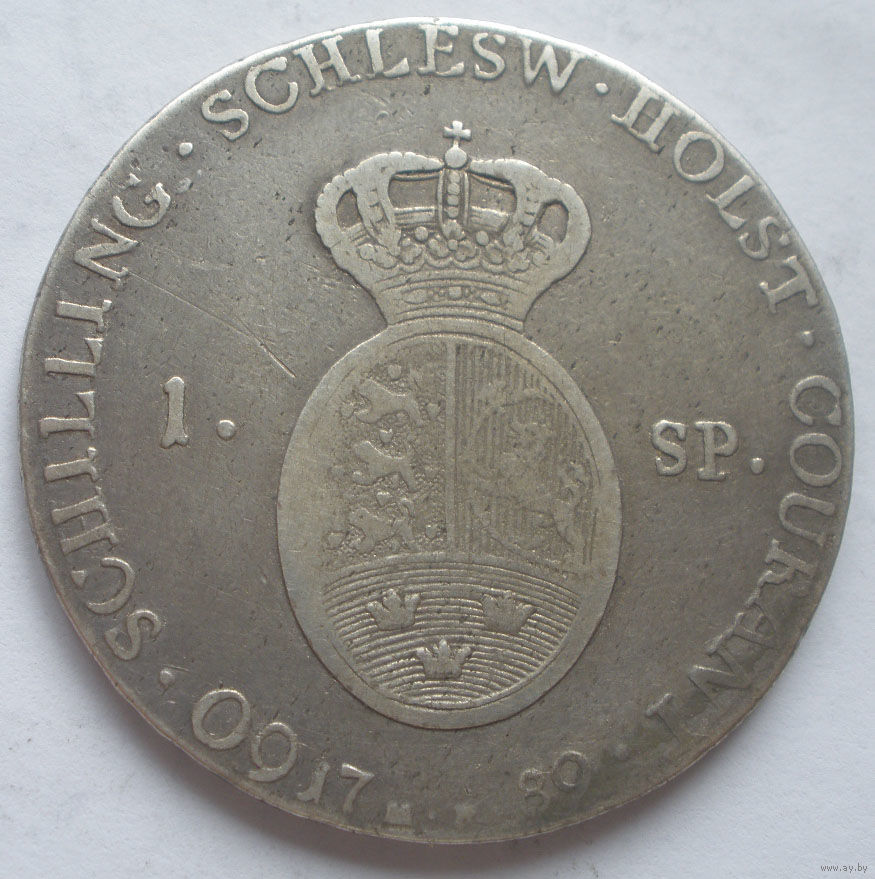 60 · SCHILLING · SCHLESW · HOLST · COURANT ·
1. SP.
17 M · F 89
www.ay.by